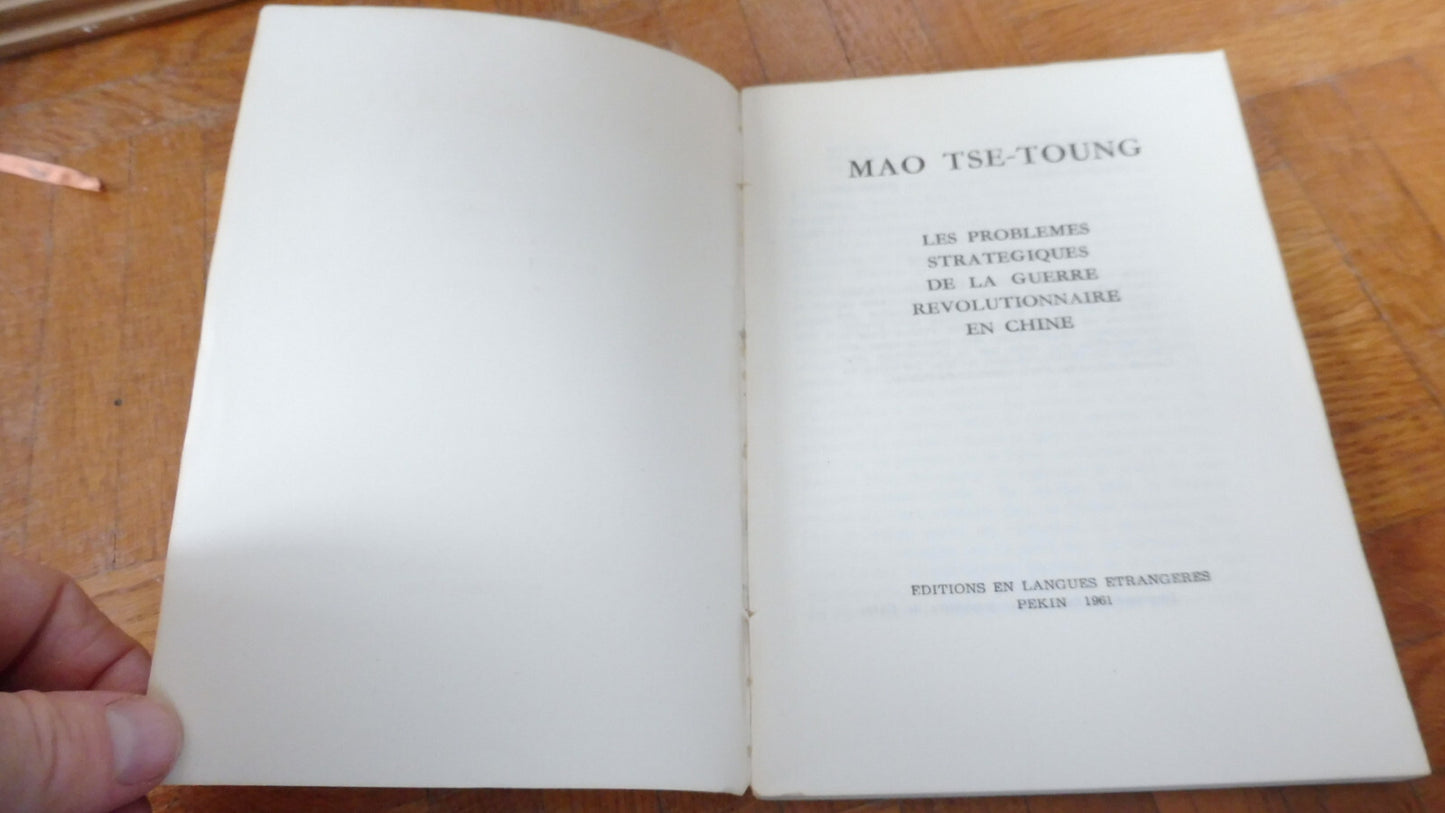 MAO TSE-TOUNG
LES PROBLEMES
STRATEGIQUES
DE LA GUERRE
REVOLUTIONNAIRE
EN CHINE
EDITIONS EN LANGUES ETRANGERES
PEKIN 1961